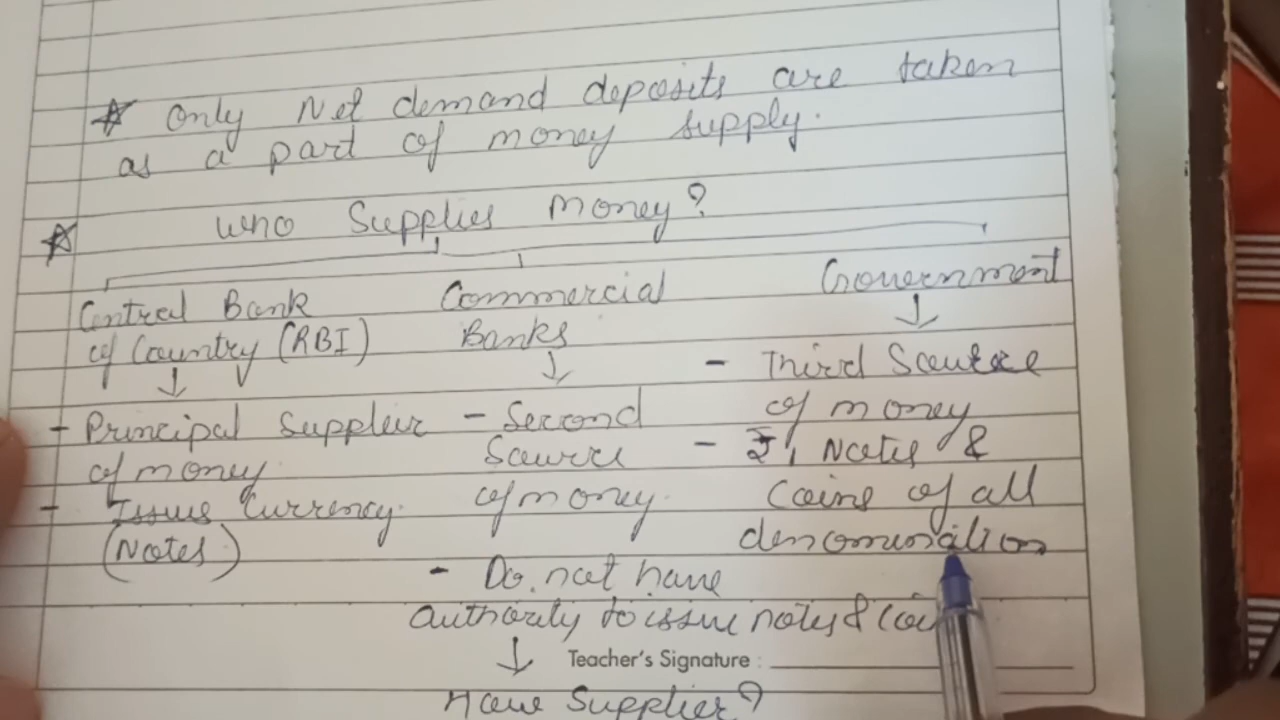 ☆ Only Net demand deposits are taken
as a part of money supply.
☆ Who Supplies money?
Central Bank
of Country (RBI)
- Principal Supplier
of money
- Issue Currency.
(Notes)
Commercial
Banks
- Second
Source
of money.
- Do not have
authority to issue notes &
Teacher's Signature :
How Supplier?
Government
- Third Source
of money
- ₹1 Notes &
Coins of all
denomination